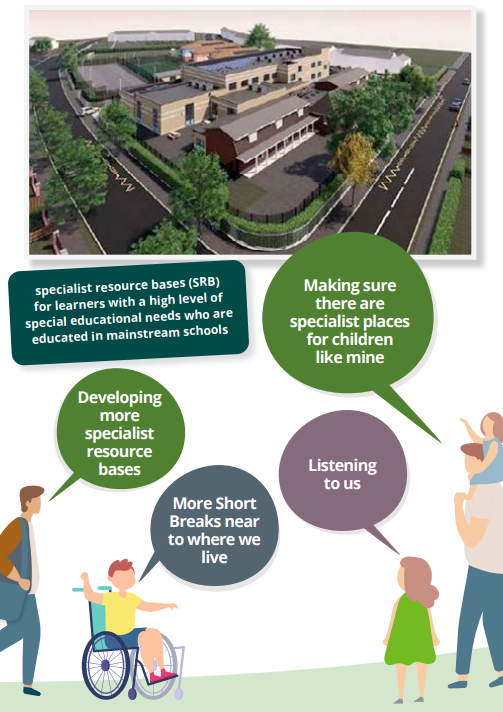 specialist resource bases (SRB)
for learners with a high level of
special educational needs who are
educated in mainstream schools
Making sure
there are
specialist places
for children
like mine
Developing
more
specialist
resource
bases
Listening
to us
More Short
Breaks near
to where we
live